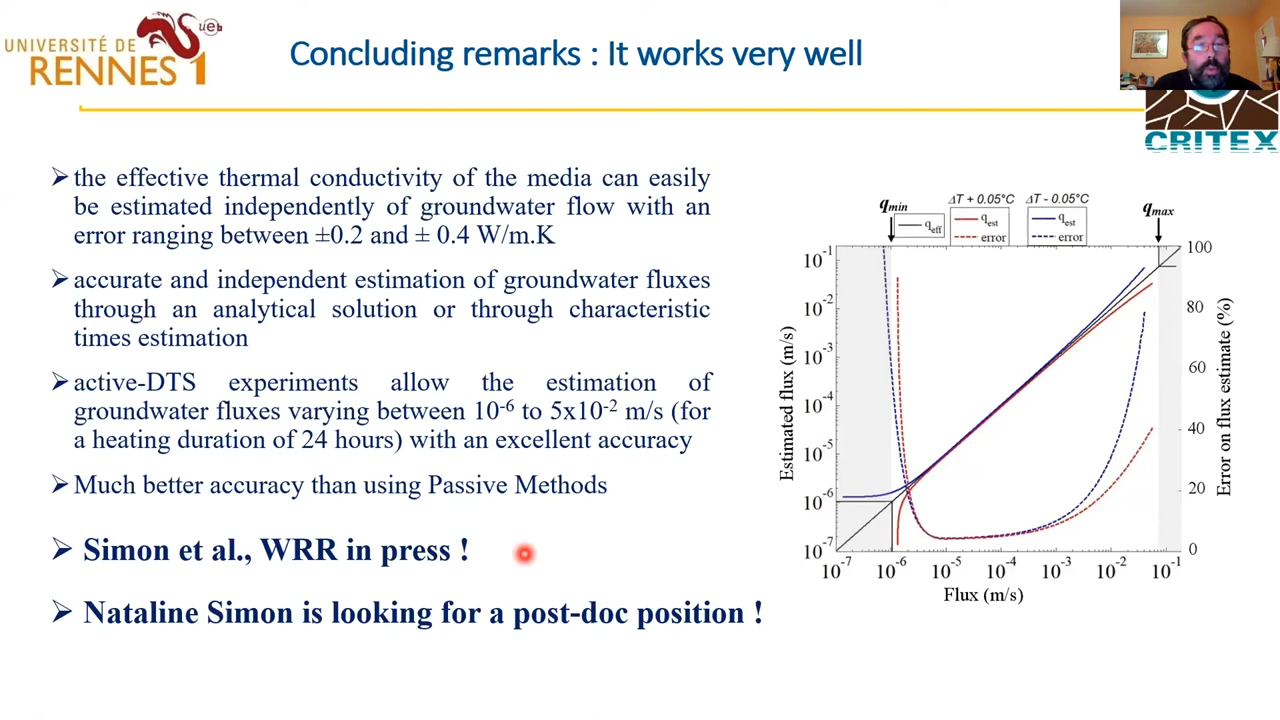 UNIVERSITÉ DE
RENNES 1
ueb
Concluding remarks : It works very well
CRITEX
➢ the effective thermal conductivity of the media can easily
be estimated independently of groundwater flow with an
error ranging between ±0.2 and ± 0.4 W/m.K
➢ accurate and independent estimation of groundwater fluxes
through an analytical solution or through characteristic
times estimation
➢ active-DTS experiments allow the estimation of
groundwater fluxes varying between 10⁻⁶ to 5x10⁻² m/s (for
a heating duration of 24 hours) with an excellent accuracy
➢ Much better accuracy than using Passive Methods
➢ Simon et al., WRR in press !
➢ Nataline Simon is looking for a post-doc position !
qmin
qeff
ΔT + 0.05°C
qest
error
ΔT - 0.05°C
qest
error
qmax
Estimated flux (m/s)
10⁻¹
10⁻²
10⁻³
10⁻⁴
10⁻⁵
10⁻⁶
10⁻⁷
100
80
60
40
20
0
Error on flux estimate (%)
10⁻⁷ 10⁻⁶ 10⁻⁵ 10⁻⁴ 10⁻³ 10⁻² 10⁻¹
Flux (m/s)